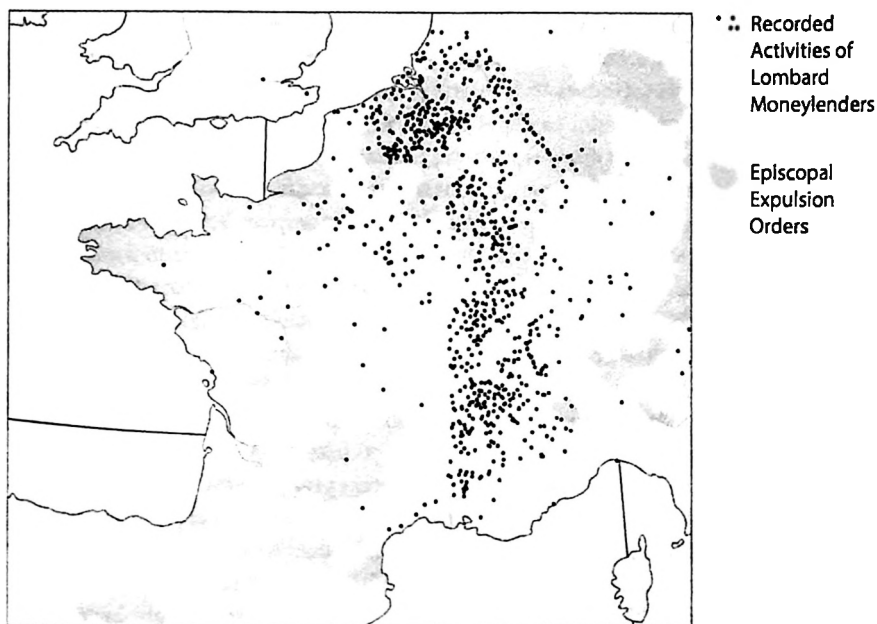 Recorded
Activities of
Lombard
Moneylenders
Episcopal
Expulsion
Orders